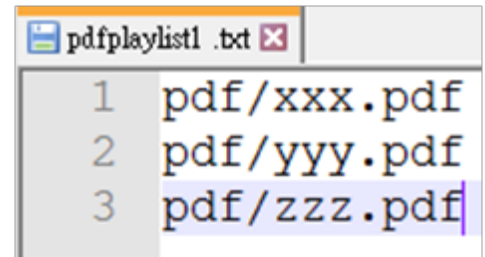 pdfplaylist1 .txt
1 pdf/xxx.pdf
2 pdf/yyy.pdf
3 pdf/zzz.pdf